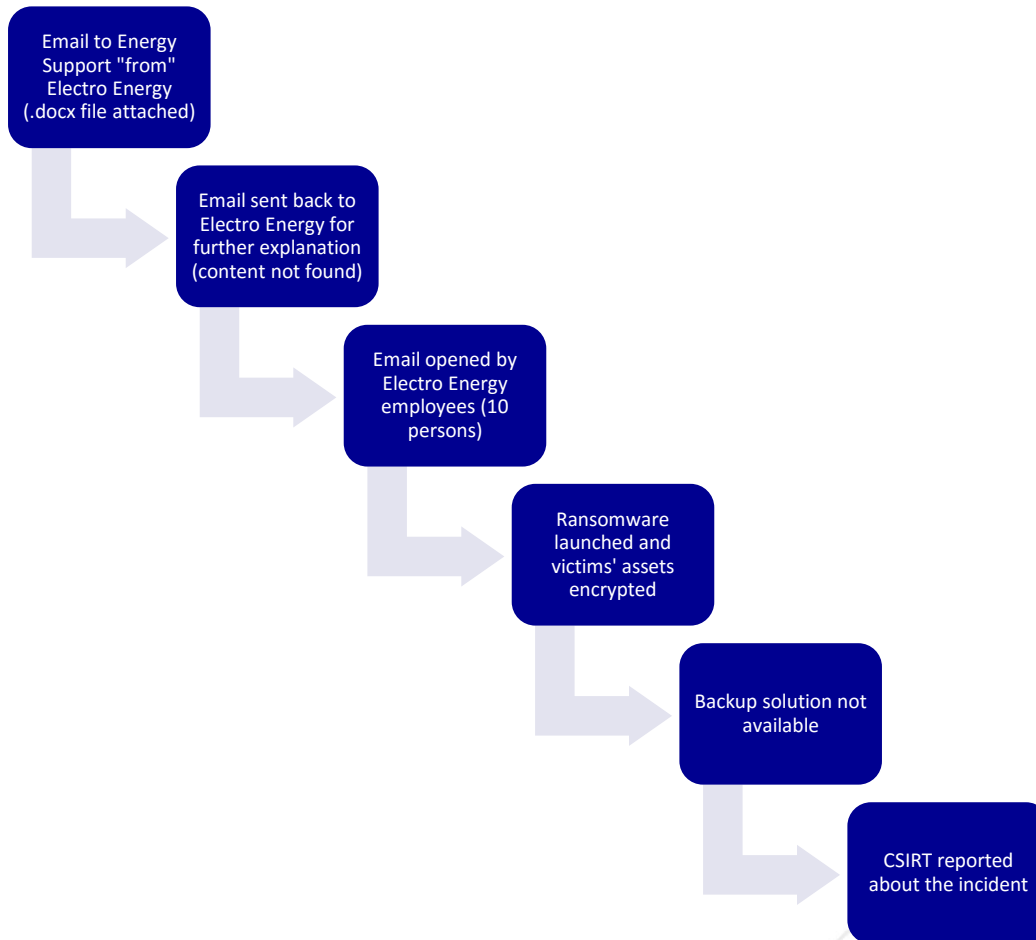 Email to Energy
Support "from"
Electro Energy
(.docx file attached)
Email sent back to
Electro Energy for
further explanation
(content not found)
Email opened by
Electro Energy
employees (10
persons)
Ransomware
launched and
victims' assets
encrypted
Backup solution not
available
CSIRT reported
about the incident